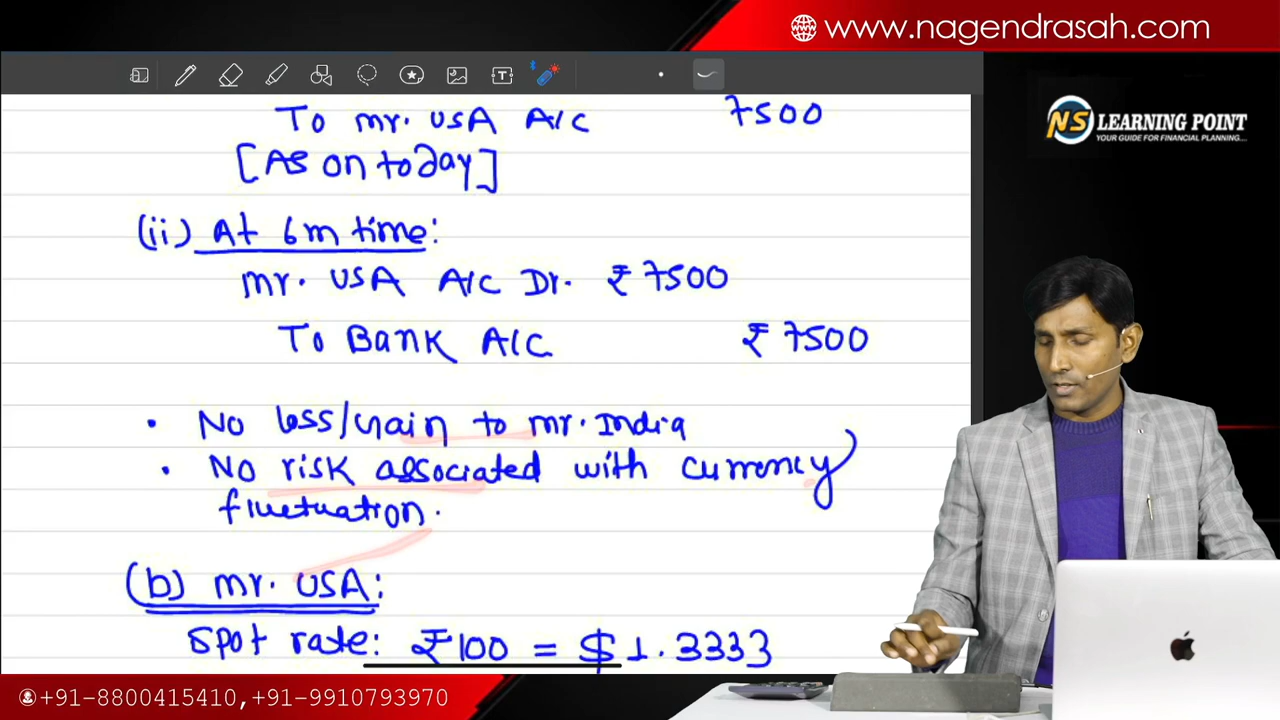 www.nagendrasah.com
NS LEARNING POINT
YOUR GUIDE FOR FINANCIAL PLANNING....
To mr. USA A/C 7500
[AS on today]
(ii) At 6m time:
mr. USA A/C Dr. ₹7500
To Bank A/C ₹7500
• No loss/gain to mr. India
• No risk associated with currency
fluctuation.
(b) mr. USA:
spot rate: ₹100 = $1.3333
+91-8800415410,+91-9910793970